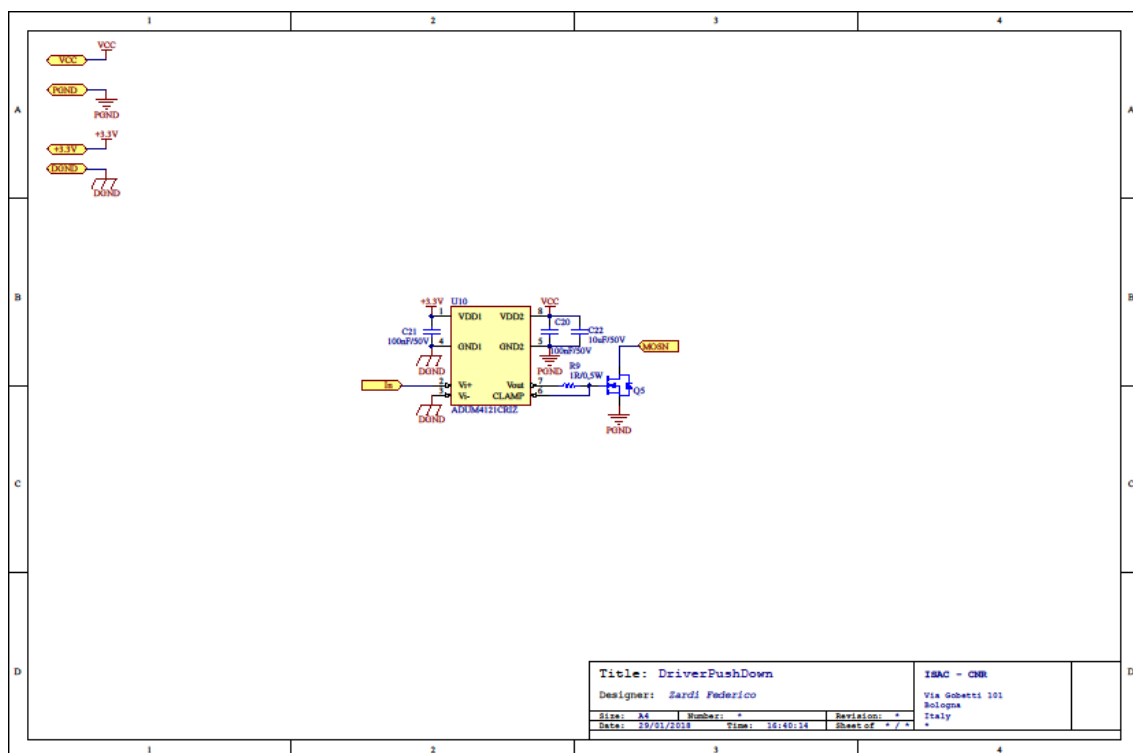 1 2 3 4
VCC
VCC
PGND
PGND
+3.3V
+3.3V
DGND
DGND
A A
B B
C C
D D
+3.3V U10 VCC
1 VDD1 VDD2 8
C21
100nF/50V
C20
C22
10uF/50V
4 GND1 GND2 5
100nF/50V
DGND
PGND
MOSN
R9
1R/0,5W
In
2 Vi+ Vout 7
3 Vi- CLAMP 6
Q5
DGND
ADUM4121CRIZ
PGND
Title: DriverPushDown
Designer: Zardi Federico
Size: A4 Number: * Revision: *
Date: 29/01/2018 Time: 16:40:14 Sheet of * / *
ISAC - CNR
Via Gobetti 101
Bologna
Italy
*
1 2 3 4